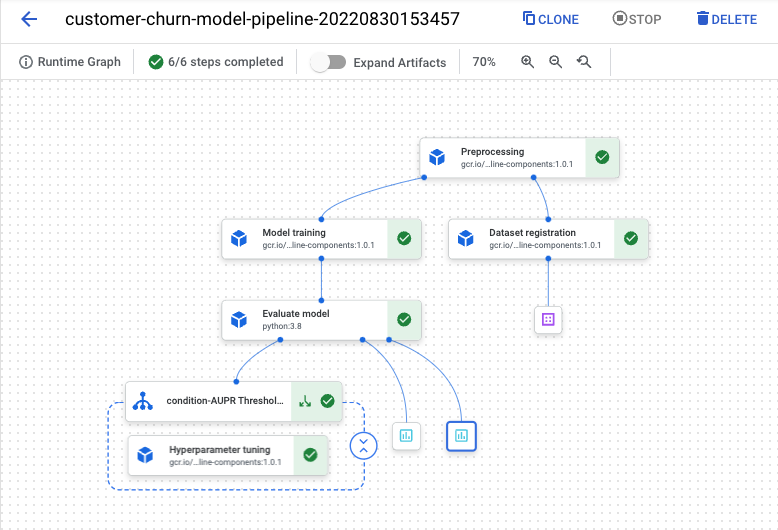 customer-churn-model-pipeline-20220830153457
CLONE
STOP
DELETE
Runtime Graph
6/6 steps completed
Expand Artifacts
70%
Preprocessing
gcr.io/...line-components:1.0.1
Model training
gcr.io/...line-components:1.0.1
Dataset registration
gcr.io/...line-components:1.0.1
Evaluate model
python:3.8
condition-AUPR Threshol...
Hyperparameter tuning
gcr.io/...line-components:1.0.1